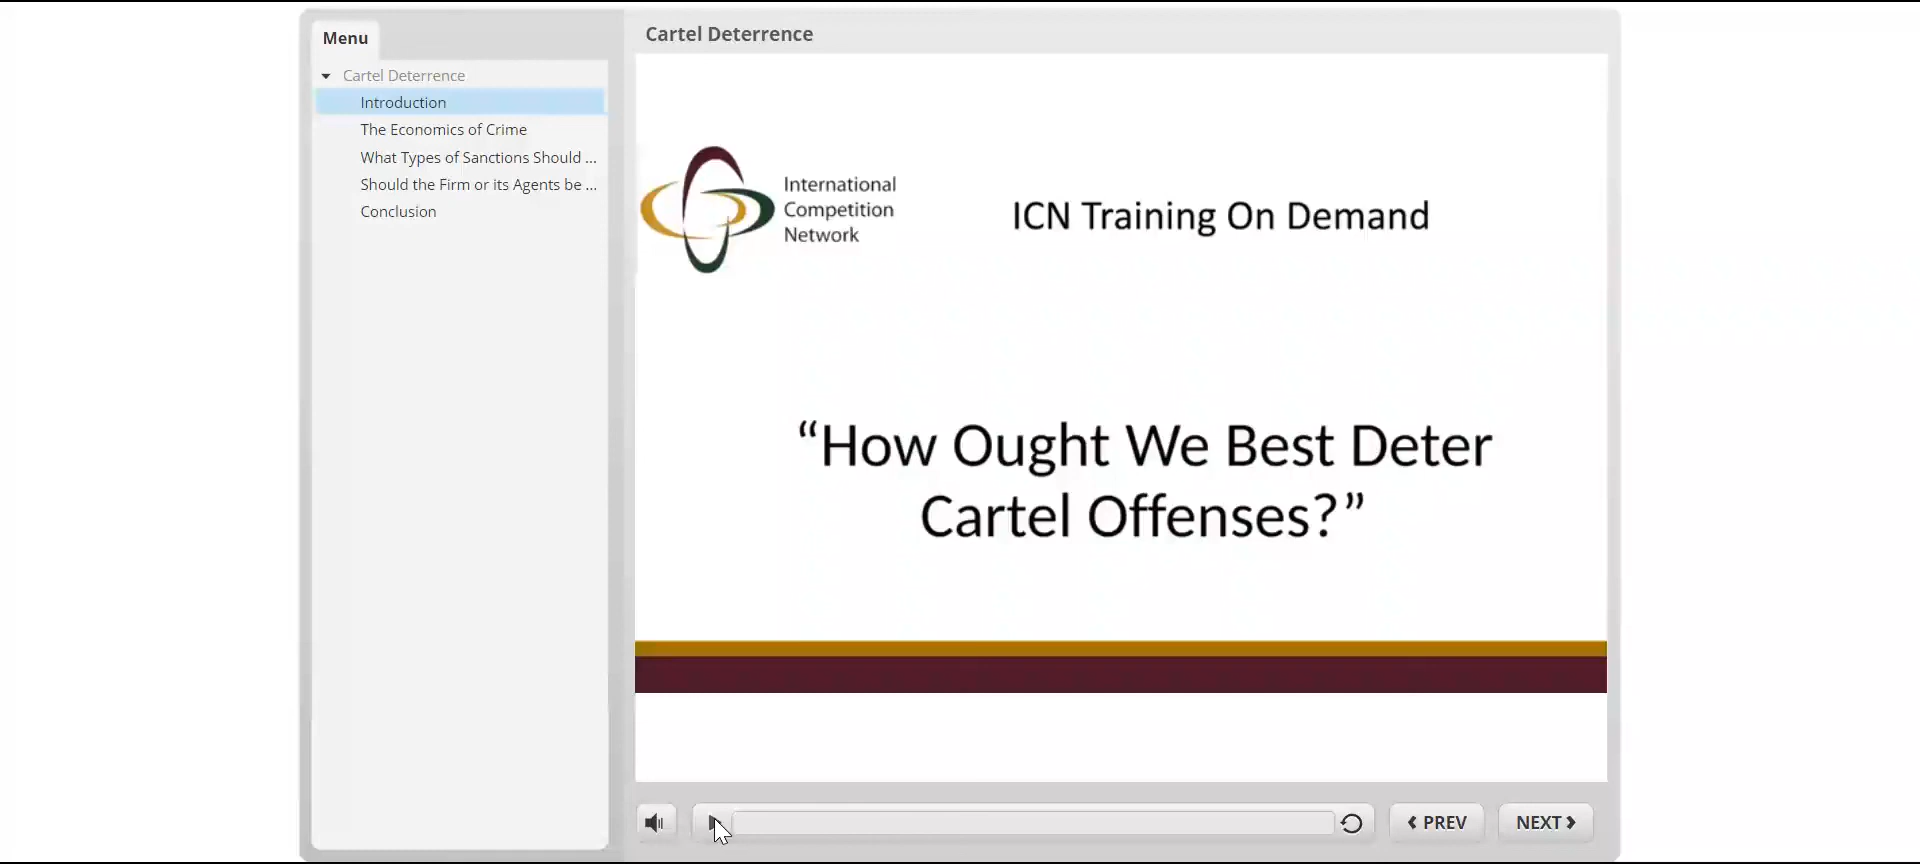 Menu
Cartel Deterrence
Introduction
The Economics of Crime
What Types of Sanctions Should ...
Should the Firm or its Agents be ...
Conclusion
Cartel Deterrence
International
Competition
Network
ICN Training On Demand
“How Ought We Best Deter
Cartel Offenses?”
PREV
NEXT